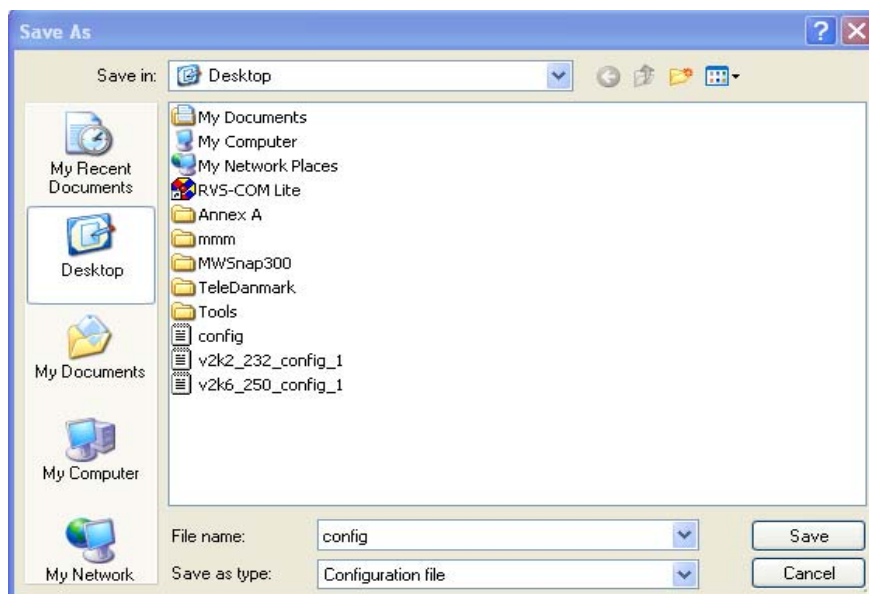 Save As
Save in: Desktop
My Recent
Documents
Desktop
My Documents
My Computer
My Network
My Documents
My Computer
My Network Places
RVS-COM Lite
Annex A
mmm
MWSnap300
TeleDanmark
Tools
config
v2k2_232_config_1
v2k6_250_config_1
File name: config Save
Save as type: Configuration file Cancel